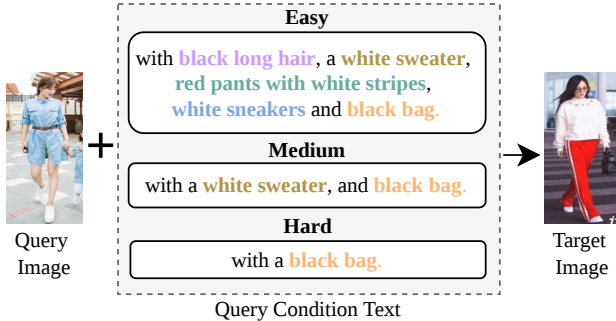 Easy
with black long hair, a white sweater,
red pants with white stripes,
white sneakers and black bag.
Medium
with a white sweater, and black bag.
Hard
with a black bag.
Query Condition Text
+
Query
Image
Target
Image